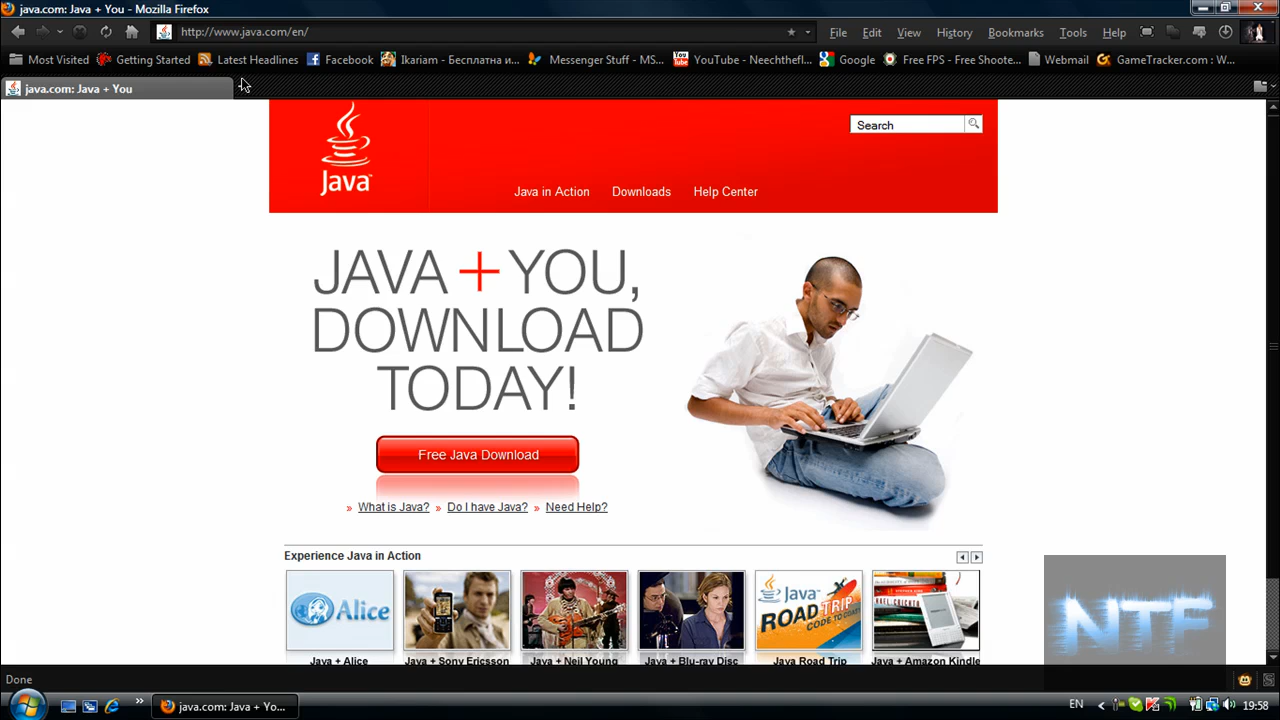 java.com: Java + You - Mozilla Firefox
http://www.java.com/en/
File Edit View History Bookmarks Tools Help
Most Visited Getting Started Latest Headlines Facebook Ikariam - Бесплатна и... Messenger Stuff - MS... YouTube - Neechthefl... Google Free FPS - Free Shoote... Webmail GameTracker.com : W...
java.com: Java + You
Search
Java™
Java in Action Downloads Help Center
JAVA + YOU,
DOWNLOAD
TODAY!
Free Java Download
» What is Java? » Do I have Java? » Need Help?
Experience Java in Action
Alice
Java™
ROAD TRIP
CODE TO COAST
NTF
Java + Alice Java + Sony Ericsson Java + Neil Young Java + Blu-ray Disc Java Road Trip Java + Amazon Kindle
Done
java.com: Java + Yo...
EN
19:58